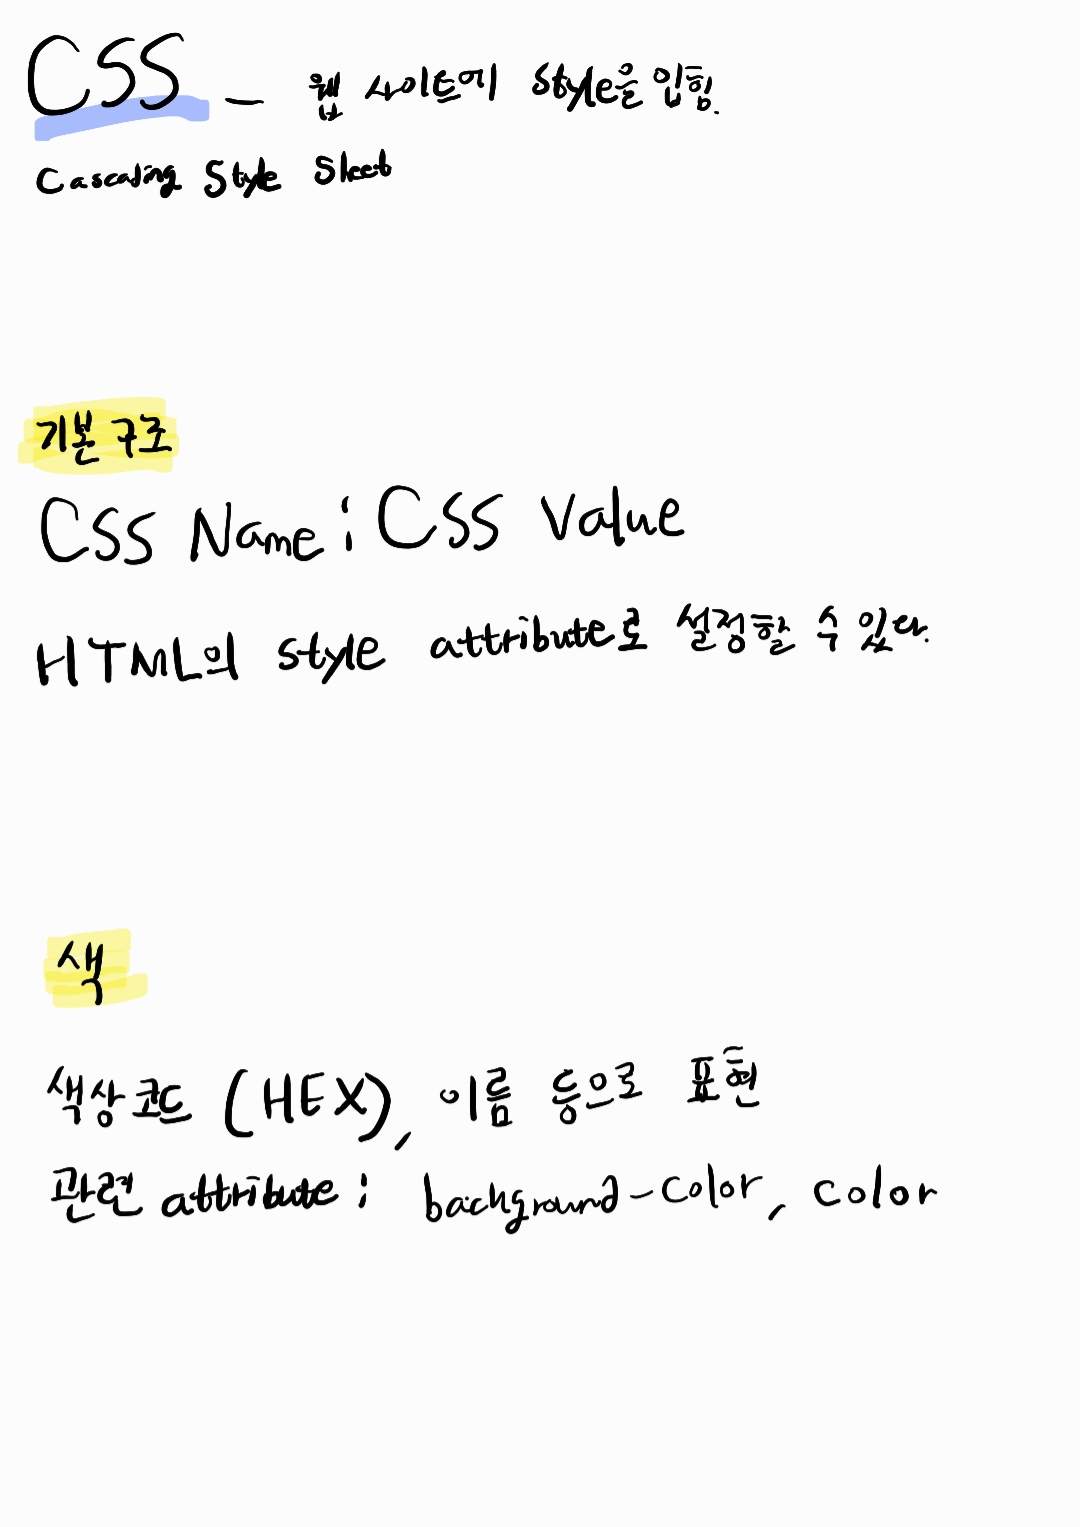 CSS - 웹 사이트에 style을 입힘.
Cascading Style Sheet
기본 구조
CSS Name : CSS Value
HTML의 style attribute로 설정할 수 있다.
색
색상코드 (HEX), 이름 등으로 표현
관련 attribute : background-color, color